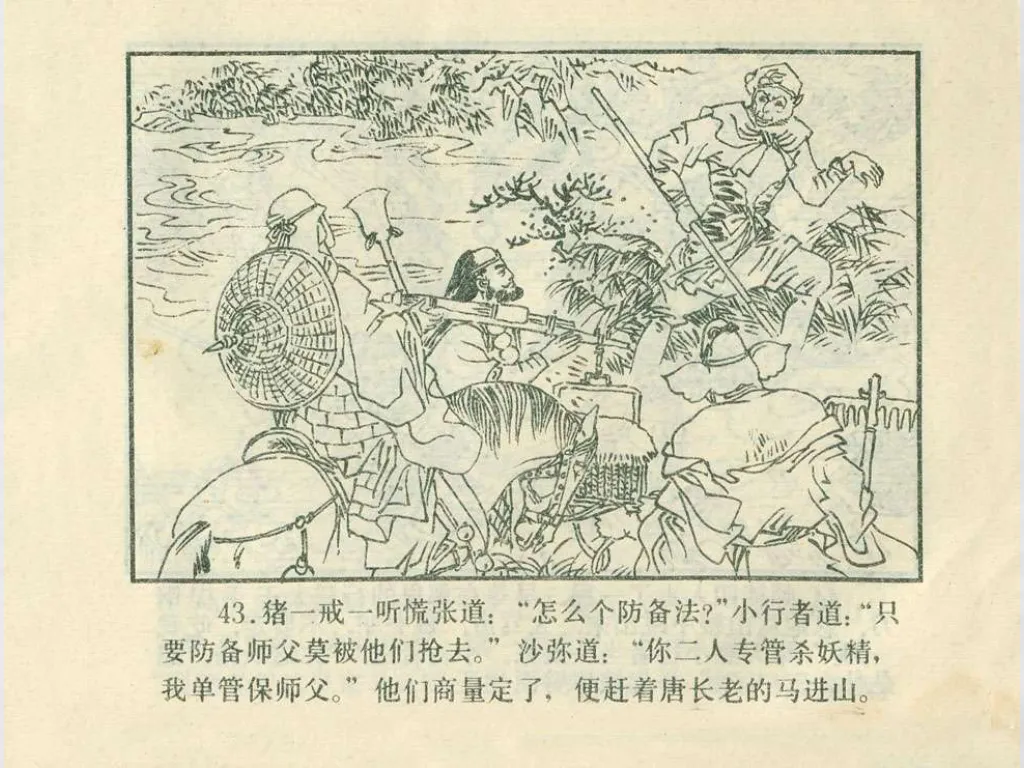 43.猪一戒一听慌张道：“怎么个防备法？”小行者道：“只
要防备师父莫被他们抢去。”沙弥道：“你二人专管杀妖精，
我单管保师父。”他们商量定了，便赶着唐长老的马进山。